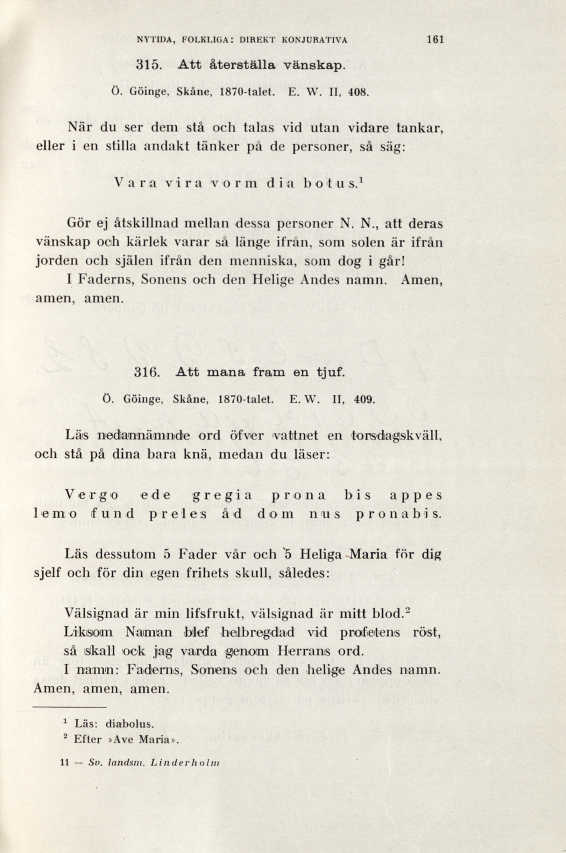 NYTIDA, FOLKLIGA: DIREKT KONJURATIVA 161
315. Att återställa vänskap.
Ö. Göinge, Skåne, 1870-talet. E. W. II, 408.
När du ser dem stå och talas vid utan vidare tankar,
eller i en stilla andakt tänker på de personer, så säg:
Vara vira vorm dia botus.¹
Gör ej åtskillnad mellan dessa personer N. N., att deras
vänskap och kärlek varar så länge ifrån, som solen är ifrån
jorden och själen ifrån den menniska, som dog i går!
I Faderns, Sonens och den Helige Andes namn. Amen,
amen, amen.
316. Att mana fram en tjuf.
Ö. Göinge, Skåne, 1870-talet. E. W. II, 409.
Läs nedannämnde ord öfver vattnet en torsdagskväll,
och stå på dina bara knä, medan du läser:
Vergo ede gregia prona bis appes
lemo fund preles åd dom nus pronabis.
Läs dessutom 5 Fader vår och 5 Heliga Maria för dig
sjelf och för din egen frihets skull, således:
Välsignad är min lifsfrukt, välsignad är mitt blod.²
Liksom Naman blef helbregdad vid profetens röst,
så skall ock jag varda genom Herrans ord.
I namn: Faderns, Sonens och den helige Andes namn.
Amen, amen, amen.
¹ Läs: diabolus.
² Efter »Ave Maria».
11 — Sv. landsm. Linderholm